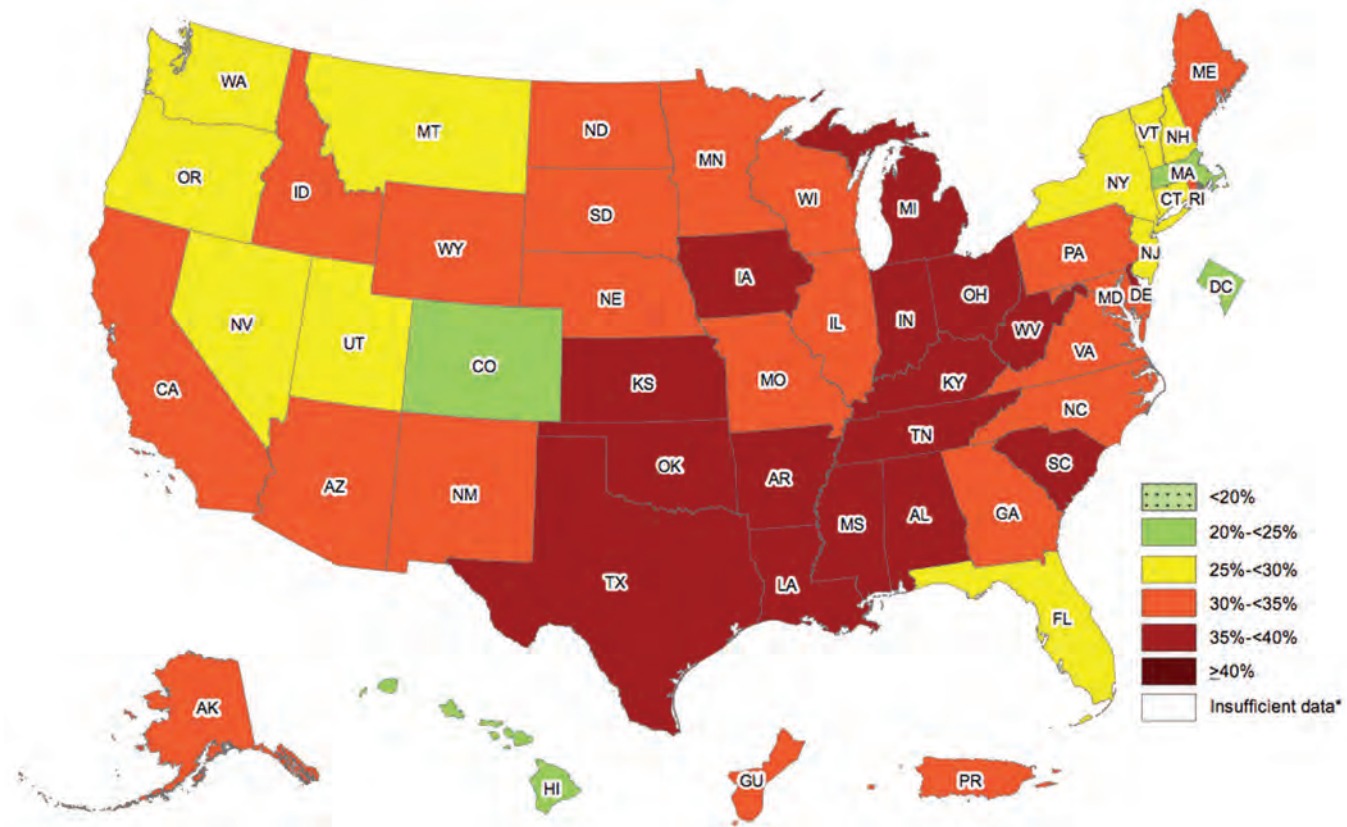 WA
MT
ND
MN
ME
VT
NH
OR
ID
SD
WI
MI
NY
MA
CT
RI
WY
PA
NJ
IA
NE
OH
DE
MD
DC
NV
UT
IL
IN
WV
CO
VA
CA
KS
MO
KY
NC
TN
OK
AR
SC
AZ
NM
MS
AL
GA
TX
LA
FL
<20%
20%-<25%
25%-<30%
30%-<35%
35%-<40%
≥40%
Insufficient data*
AK
HI
GU
PR